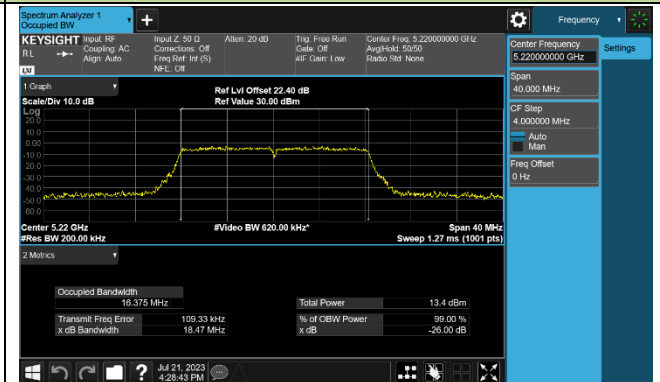 Spectrum Analyzer 1
Occupied BW
Frequency
KEYSIGHT
RL
LXI
Input: RF
Coupling: AC
Align: Auto
Input Z: 50 Ω
Corrections: Off
Freq Ref: Int (S)
NFE: Off
Atten: 20 dB
Trig: Free Run
Gate: Off
#IF Gain: Low
Center Freq: 5.220000000 GHz
Avg|Hold: 50/50
Radio Std: None
Center Frequency
5.220000000 GHz
Settings
Span
40.000 MHz
CF Step
4.000000 MHz
Auto
Man
Freq Offset
0 Hz
1 Graph
Scale/Div 10.0 dB
Ref Lvl Offset 22.40 dB
Ref Value 30.00 dBm
Log
20.0
10.0
0.00
-10.0
-20.0
-30.0
-40.0
-50.0
-60.0
Center 5.22 GHz
#Video BW 620.00 kHz*
Span 40 MHz
#Res BW 200.00 kHz
Sweep 1.27 ms (1001 pts)
2 Metrics
Occupied Bandwidth
16.375 MHz
Total Power 13.4 dBm
Transmit Freq Error 109.33 kHz
% of OBW Power 99.00 %
x dB Bandwidth 18.47 MHz
x dB -26.00 dB
?
Jul 21, 2023
4:28:43 PM